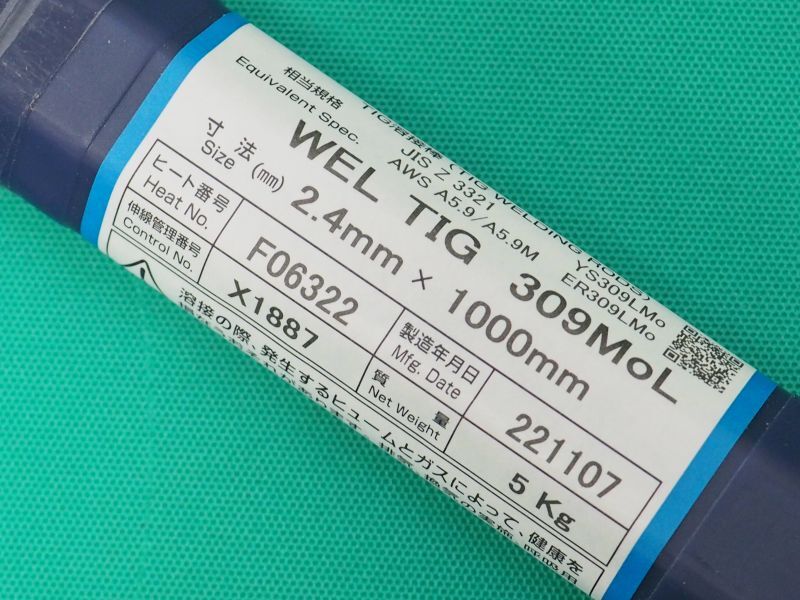 TIG溶接棒 (TIG WELDING RODS)
相当規格 JIS Z 3321 YS309LMo
Equivalent Spec. AWS A5.9/A5.9M ER309LMo
WEL TIG 309MoL
寸法 Size (mm) 2.4mm × 1000mm
ヒート番号 Heat No. F06322 製造年月日 Mfg. Date 221107
伸線管理番号 Control No. X1887 質量 Net Weight 5 Kg
溶接の際、発生するヒュームとガスによって、健康を